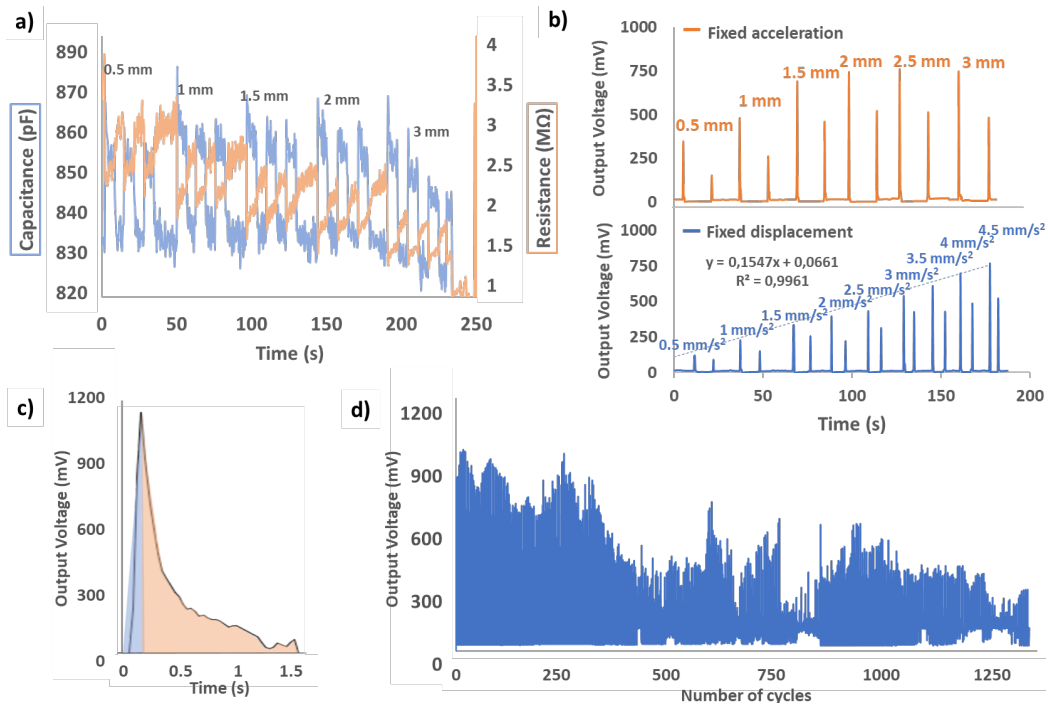 a)
Capacitance (pF)
890
870
860
850
840
830
820
0.5 mm
1 mm
1.5 mm
2 mm
3 mm
4
3.5
3
2.5
2
1.5
1
Resistance (MΩ)
0
50
100
150
200
250
Time (s)
b)
Output Voltage (mV)
1000
750
500
250
0
Fixed acceleration
0.5 mm
1 mm
1.5 mm
2 mm
2.5 mm
3 mm
0
50
100
150
200
Output Voltage (mV)
1000
750
500
250
0
Fixed displacement
y = 0,1547x + 0,0661
R² = 0,9961
0.5 mm/s²
1 mm/s²
1.5 mm/s²
2 mm/s²
2.5 mm/s²
3 mm/s²
3.5 mm/s²
4 mm/s²
4.5 mm/s²
0
50
100
150
200
Time (s)
c)
Output Voltage (mV)
1200
900
600
300
0
0
0.5
1
1.5
Time (s)
d)
Output Voltage (mV)
1200
900
600
300
0
0
250
500
750
1000
1250
Number of cycles